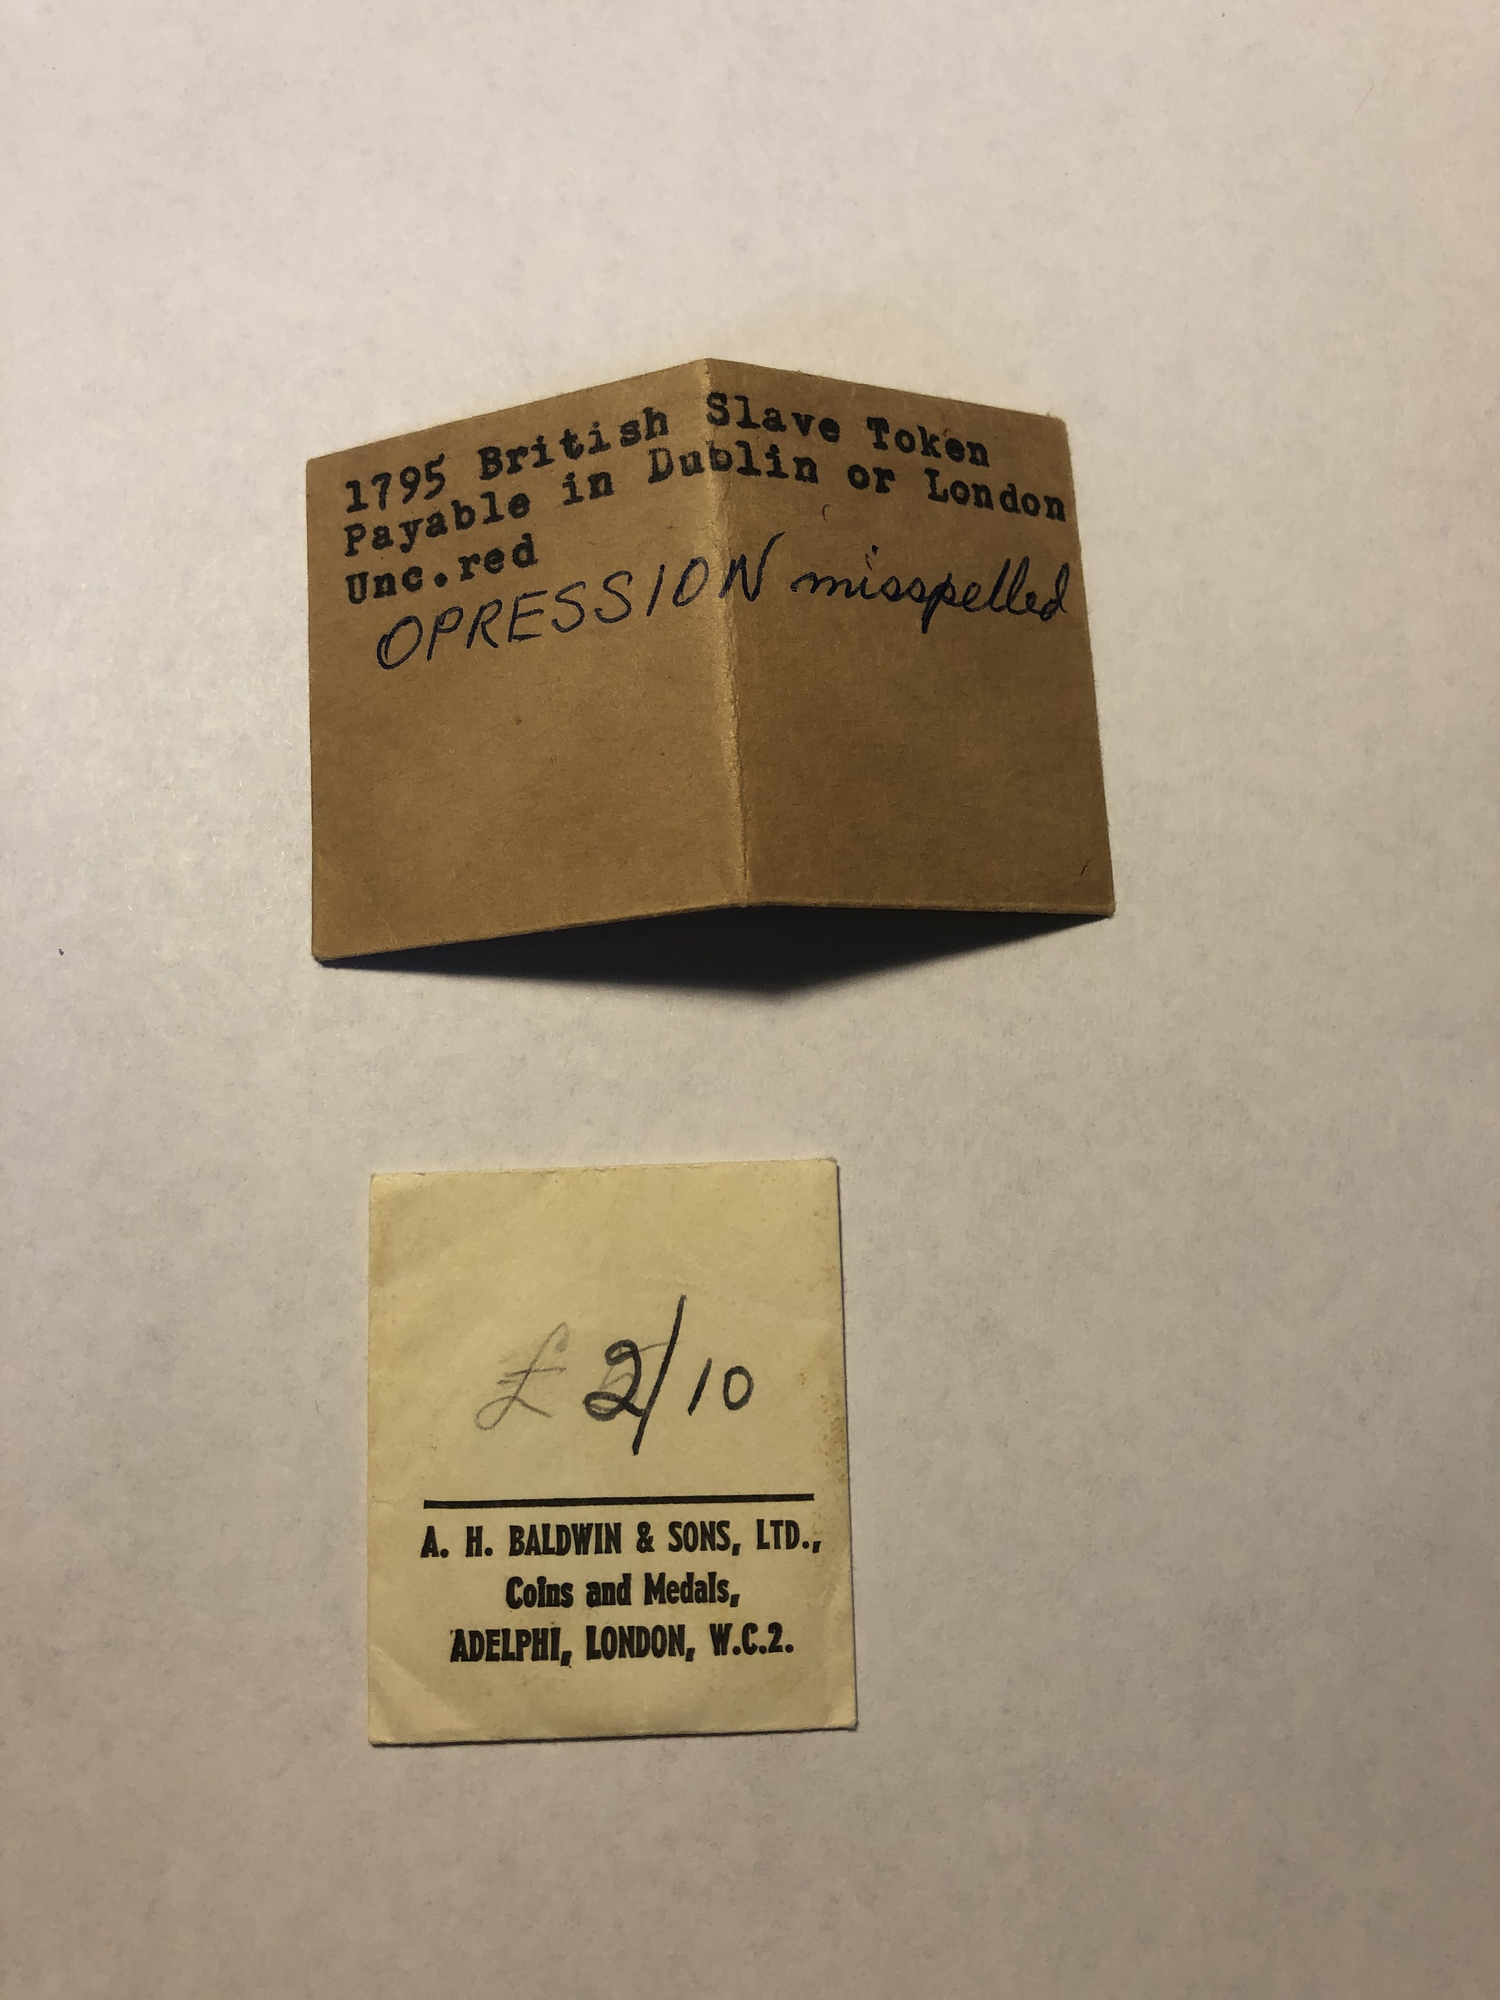 1795 British Slave Token
Payable in Dublin or London
Unc.red
OPRESSION misspelled
£ 2/10
A. H. BALDWIN & SONS, LTD.,
Coins and Medals,
ADELPHI, LONDON, W.C.2.